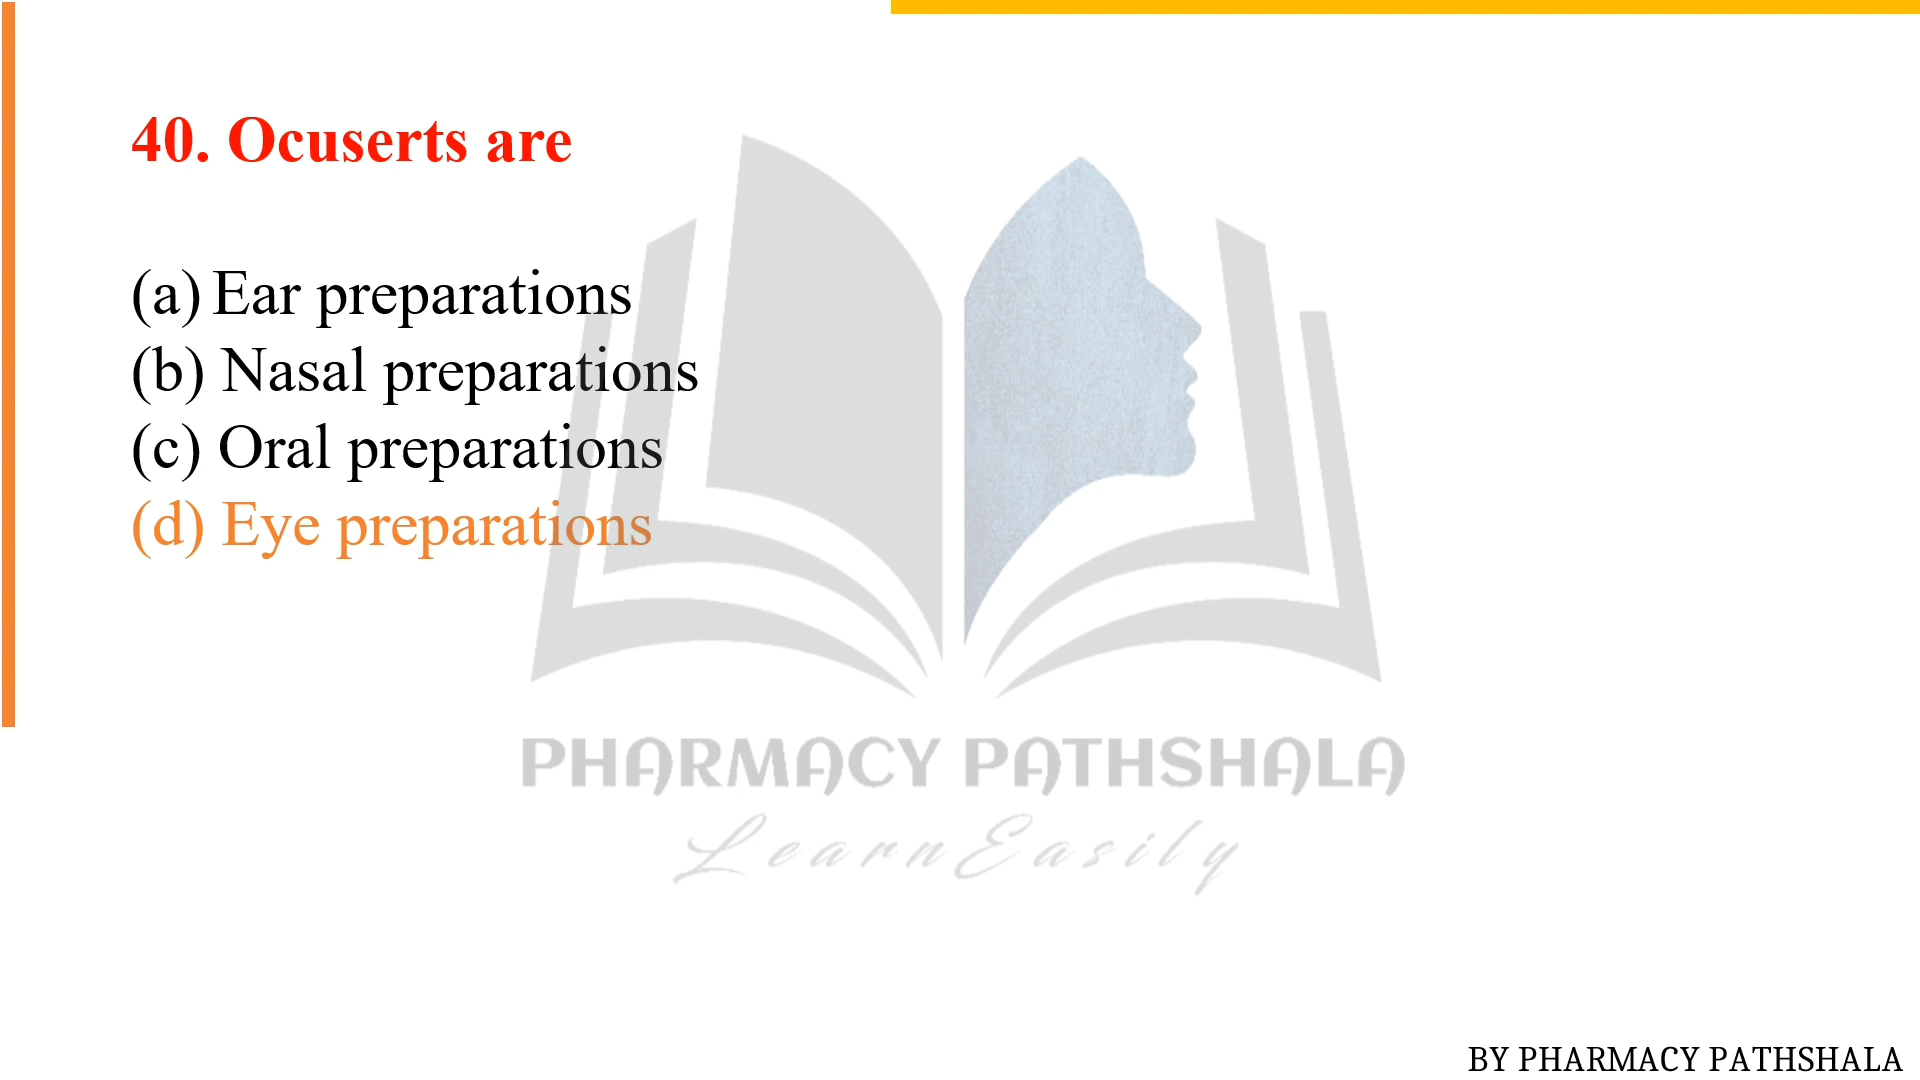 40. Ocuserts are
(a) Ear preparations
(b) Nasal preparations
(c) Oral preparations
(d) Eye preparations
PHARMACY PATHSHALA
Learn Easily
BY PHARMACY PATHSHALA